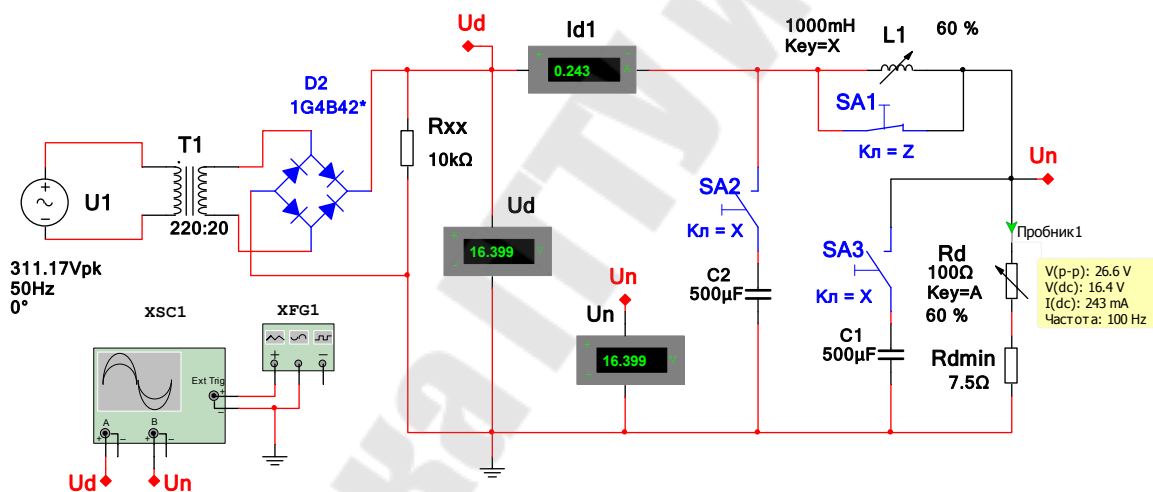 Ud
Id1
0.243
1000mH
Key=X
L1
60 %
D2
1G4B42*
SA1
Кл = Z
T1
Rxx
10kΩ
Un
U1
220:20
Ud
16.399
SA2
Кл = X
Пробник1
SA3
Rd
100Ω
Key=A
60 %
V(p-p): 26.6 V
V(dc): 16.4 V
I(dc): 243 mA
Частота: 100 Hz
311.17Vpk
50Hz
0°
C2
500µF
Кл = X
Un
Un
16.399
XSC1
XFG1
C1
500µF
Rdmin
7.5Ω
Ext Trig
A
B
Ud
Un